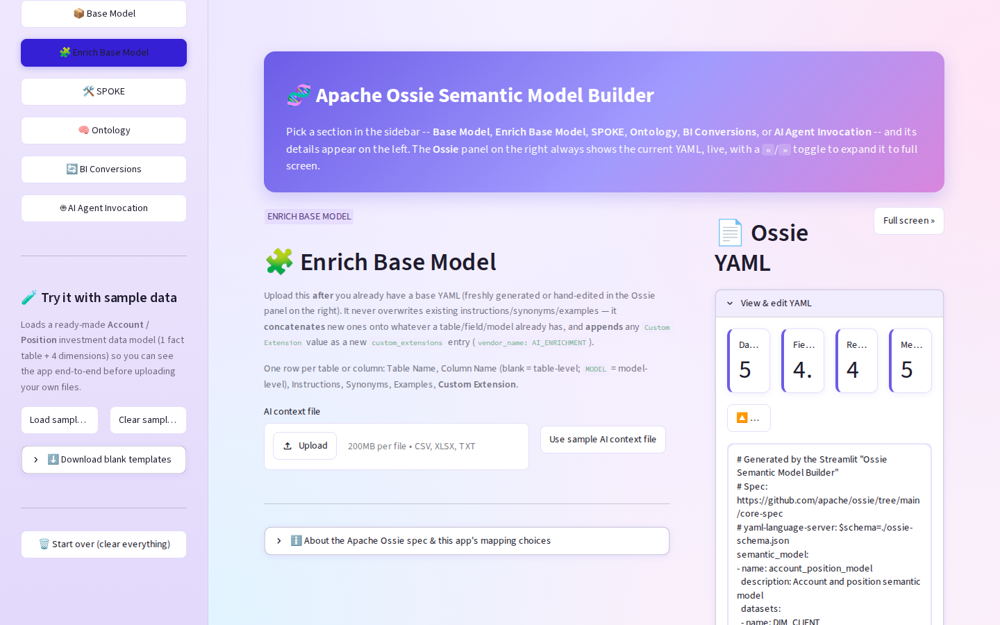 📦 Base Model
🧩 Enrich Base Model
🛠️ SPOKE
🧠 Ontology
🔄 BI Conversions
֎ AI Agent Invocation
🧪 Try it with sample data
Loads a ready-made Account /
Position investment data model (1 fact
table + 4 dimensions) so you can see
the app end-to-end before uploading
your own files.
Load sampl…
Clear sampl…
⬇️ Download blank templates
🗑️ Start over (clear everything)
🧬 Apache Ossie Semantic Model Builder
Pick a section in the sidebar -- Base Model, Enrich Base Model, SPOKE, Ontology, BI Conversions, or AI Agent Invocation -- and its
details appear on the left. The Ossie panel on the right always shows the current YAML, live, with a « / » toggle to expand it to full
screen.
ENRICH BASE MODEL
🧩 Enrich Base Model
Upload this after you already have a base YAML (freshly generated or hand-edited in the Ossie
panel on the right). It never overwrites existing instructions/synonyms/examples — it
concatenates new ones onto whatever a table/field/model already has, and appends any Custom
Extension value as a new custom_extensions entry ( vendor_name: AI_ENRICHMENT ).
One row per table or column: Table Name, Column Name (blank = table-level; MODEL = model-
level), Instructions, Synonyms, Examples, Custom Extension.
AI context file
Upload
200MB per file • CSV, XLSX, TXT
Use sample AI context file
ℹ️ About the Apache Ossie spec & this app's mapping choices
📄 Ossie
YAML
Full screen »
View & edit YAML
Da…
5
Fie…
4.
Re…
4
Me…
5
🔼 …
# Generated by the Streamlit "Ossie
Semantic Model Builder"
# Spec:
https://github.com/apache/ossie/tree/main
/core-spec
# yaml-language-server: $schema=./ossie-
schema.json
semantic_model:
- name: account_position_model
description: Account and position semantic
model
datasets:
- name: DIM_CLIENT